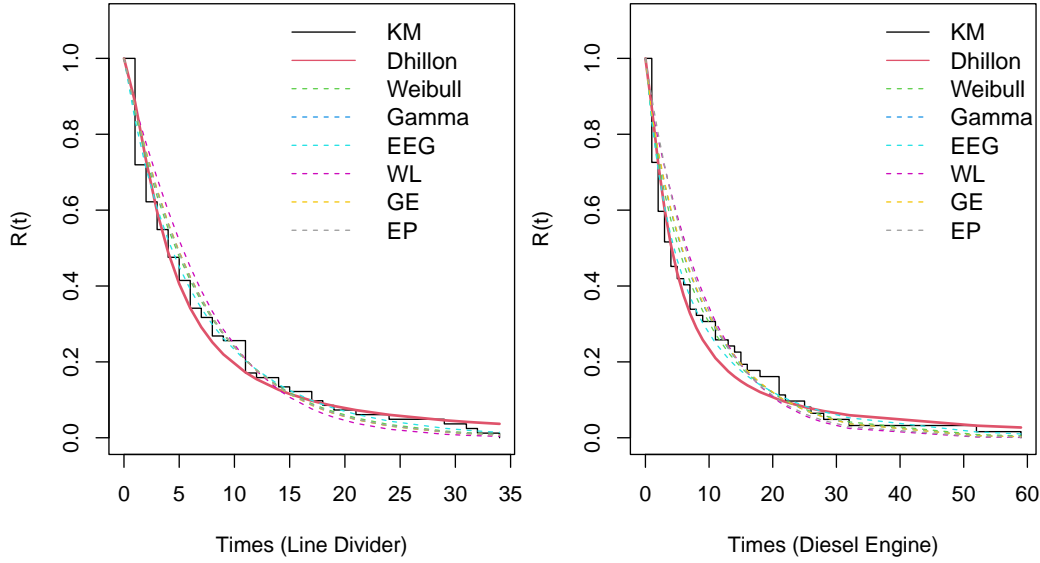 KM
Dhillon
Weibull
Gamma
EEG
WL
GE
EP
R(t)
0.0
0.2
0.4
0.6
0.8
1.0
0 5 10 15 20 25 30 35
Times (Line Divider)
KM
Dhillon
Weibull
Gamma
EEG
WL
GE
EP
R(t)
0.0
0.2
0.4
0.6
0.8
1.0
0 10 20 30 40 50 60
Times (Diesel Engine)